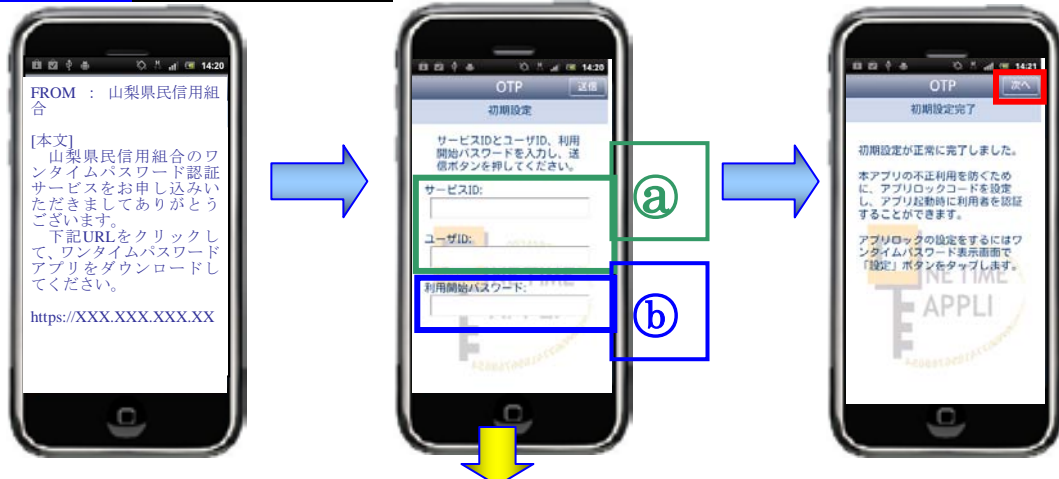 14:20
FROM : 山梨県民信用組
合
[本文]
山梨県民信用組合のワ
ンタイムパスワード認証
サービスをお申し込みい
ただきましてありがとう
ございます。
下記URLをクリックし
て、ワンタイムパスワード
アプリをダウンロードし
てください。
https://XXX.XXX.XXX.XX
14:20
OTP
送信
初期設定
サービスIDとユーザID、利用
開始パスワードを入力し、送
信ボタンを押してください。
サービスID:
ユーザID:
利用開始パスワード:
ⓐ
ⓑ
NE TIME
APPLI
14:21
OTP
次へ
初期設定完了
初期設定が正常に完了しました。
本アプリの不正利用を防ぐため
に、アプリロックコードを設定
し、アプリ起動時に利用者を認証
することができます。
アプリロックの設定をするにはワ
ンタイムパスワード表示画面で
「設定」ボタンをタップします。
NE TIME
APPLI